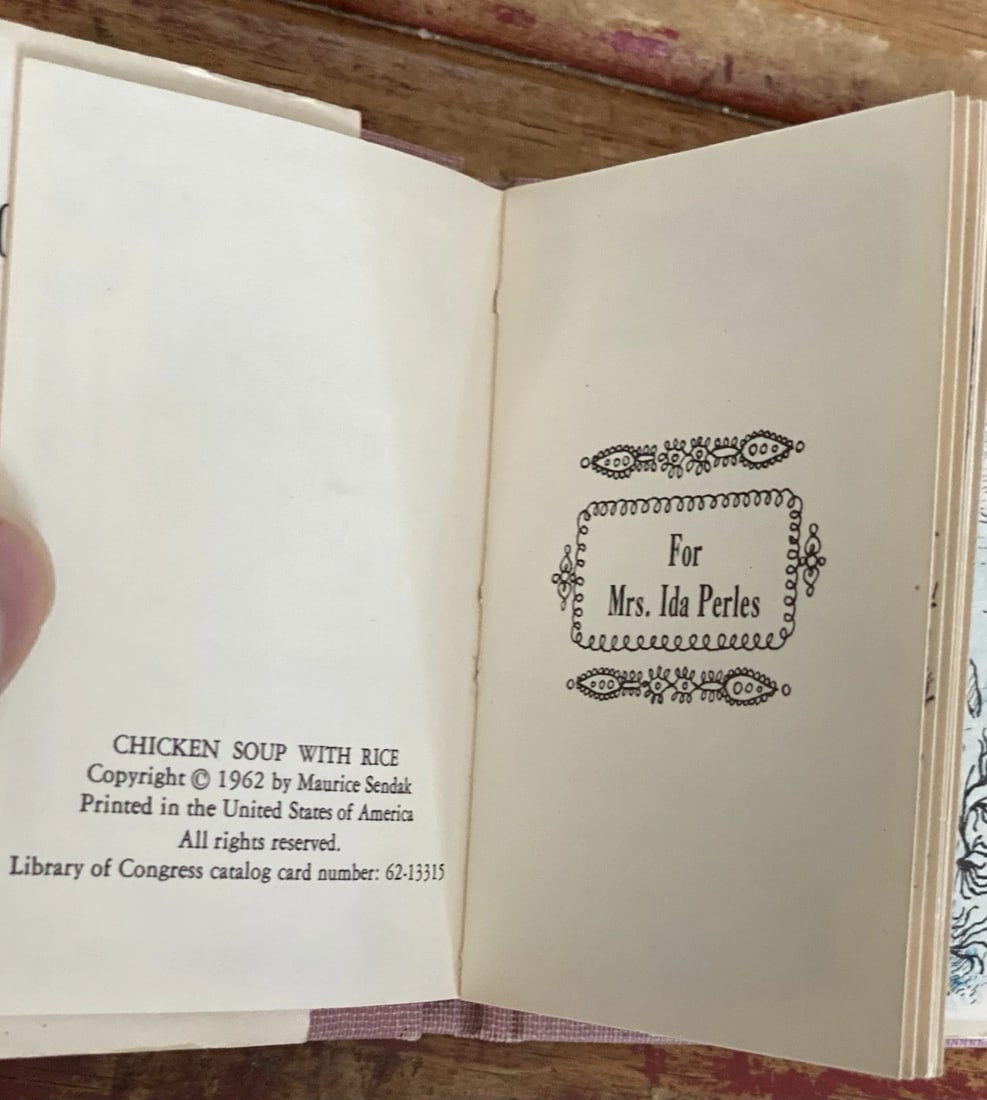 CHICKEN SOUP WITH RICE
Copyright © 1962 by Maurice Sendak
Printed in the United States of America
All rights reserved.
Library of Congress catalog card number: 62-13315
For
Mrs. Ida Perles